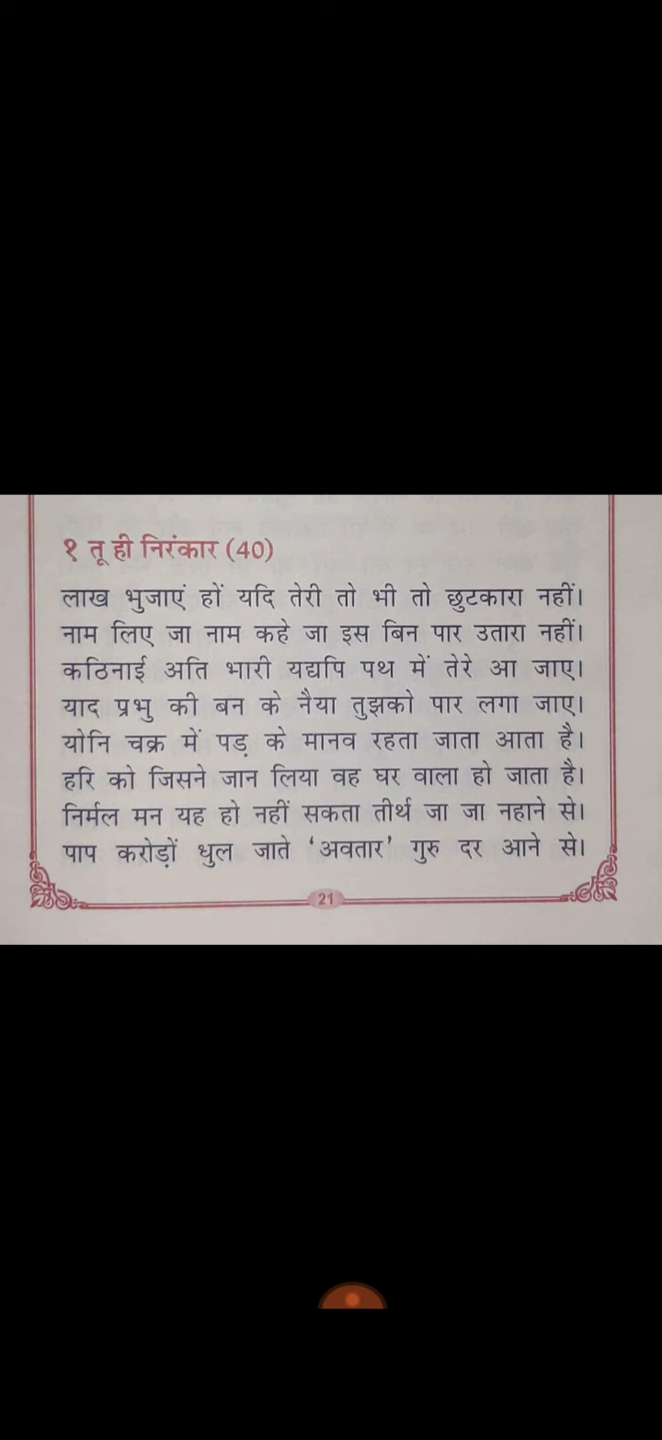 १ तू ही निरंकार (40)
लाख भुजाएं हों यदि तेरी तो भी तो छुटकारा नहीं।
नाम लिए जा नाम कहे जा इस बिन पार उतारा नहीं।
कठिनाई अति भारी यद्यपि पथ में तेरे आ जाए।
याद प्रभु की बन के नैया तुझको पार लगा जाए।
योनि चक्र में पड़ के मानव रहता जाता आता है।
हरि को जिसने जान लिया वह घर वाला हो जाता है।
निर्मल मन यह हो नहीं सकता तीर्थ जा जा नहाने से।
पाप करोड़ों धुल जाते ‘अवतार’ गुरु दर आने से।
21